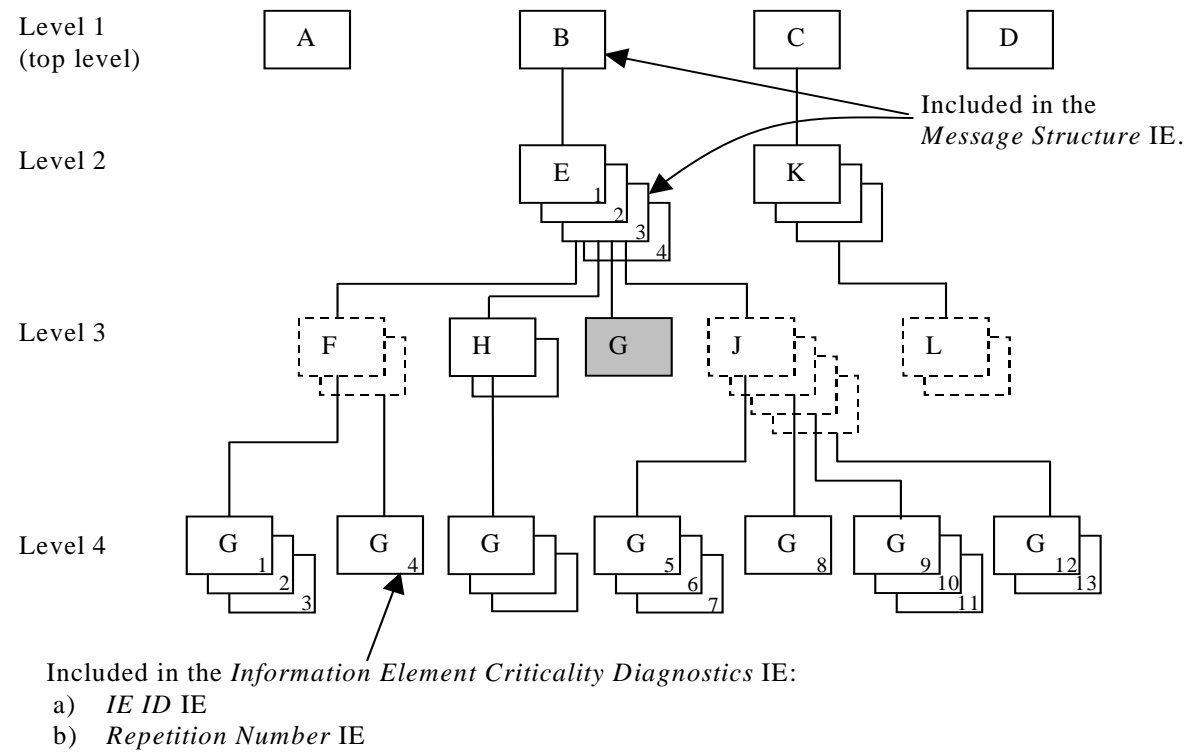 Level 1
(top level)
A
B
C
D
Included in the
Message Structure IE.
Level 2
E
1
2
3
4
K
Level 3
F
H
G
J
L
Level 4
G
1
2
3
G
4
G
G
5
6
7
G
8
G
9
10
11
G
12
13
Included in the Information Element Criticality Diagnostics IE:
a) IE ID IE
b) Repetition Number IE